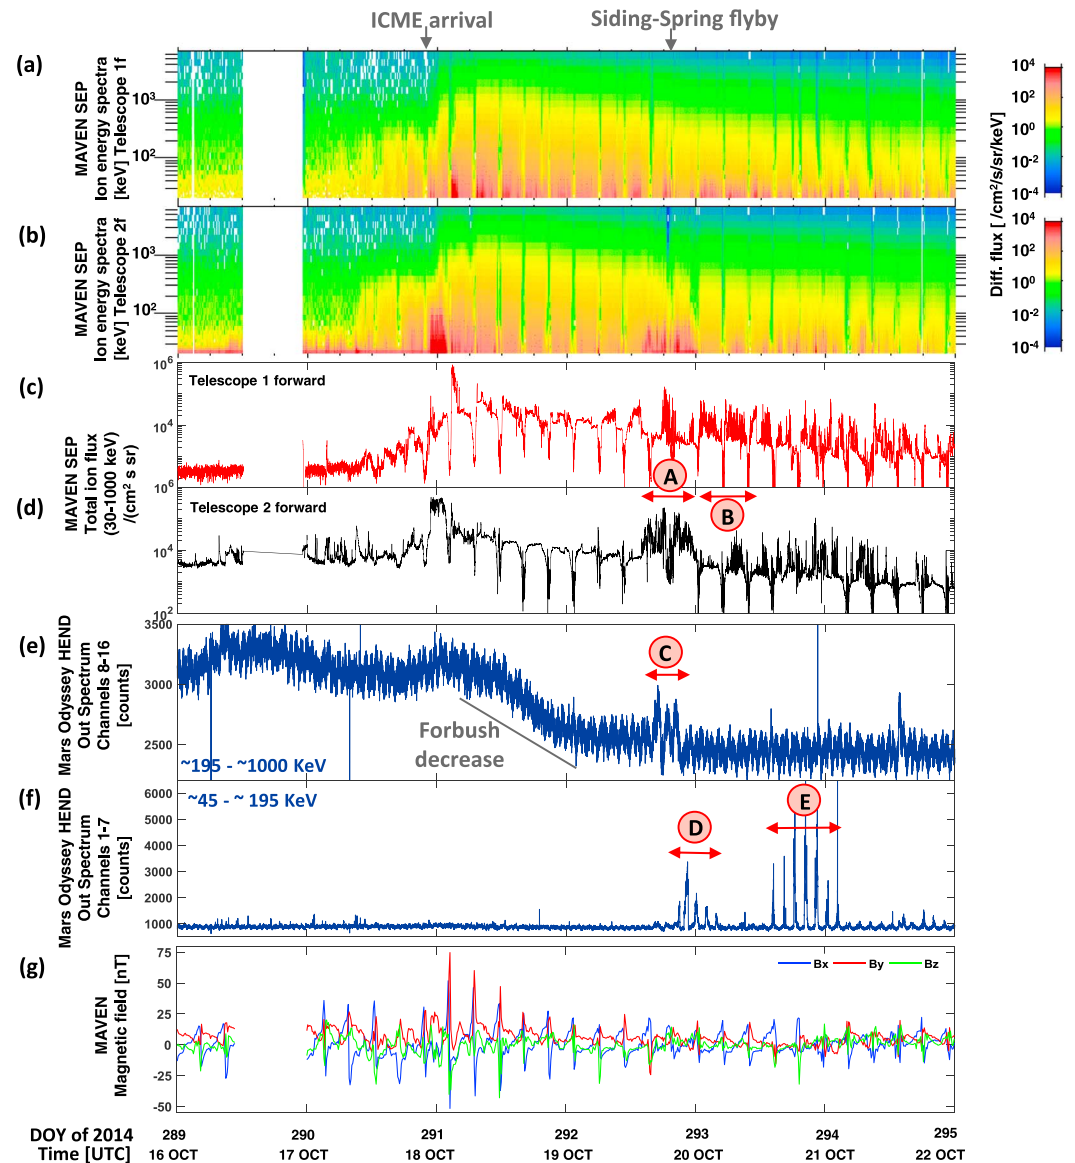 ICME arrival
Siding-Spring flyby
(a)
MAVEN SEP
Ion energy spectra
[keV] Telescope 1f
10³
10²
10⁴
10²
10⁰
10⁻²
10⁻⁴
(b)
MAVEN SEP
Ion energy spectra
[keV] Telescope 2f
10³
10²
10⁴
10²
10⁰
10⁻²
10⁻⁴
Diff. flux [ /cm²/s/sr/keV]
(c)
Telescope 1 forward
10⁶
10⁴
10⁶
MAVEN SEP
Total ion flux
(30-1000 keV)
/(cm² s sr)
A
B
(d)
Telescope 2 forward
10⁴
10²
(e)
Mars Odyssey HEND
Out Spectrum
Channels 8-16
[counts]
3500
3000
2500
C
Forbush
decrease
~195 - ~1000 KeV
(f)
Mars Odyssey HEND
Out Spectrum
Channels 1-7
[counts]
~45 - ~ 195 KeV
6000
5000
4000
3000
2000
1000
D
E
(g)
MAVEN
Magnetic field [nT]
75
50
25
0
-25
-50
Bx By Bz
DOY of 2014
289 290 291 292 293 294 295
Time [UTC]
16 OCT 17 OCT 18 OCT 19 OCT 20 OCT 21 OCT 22 OCT